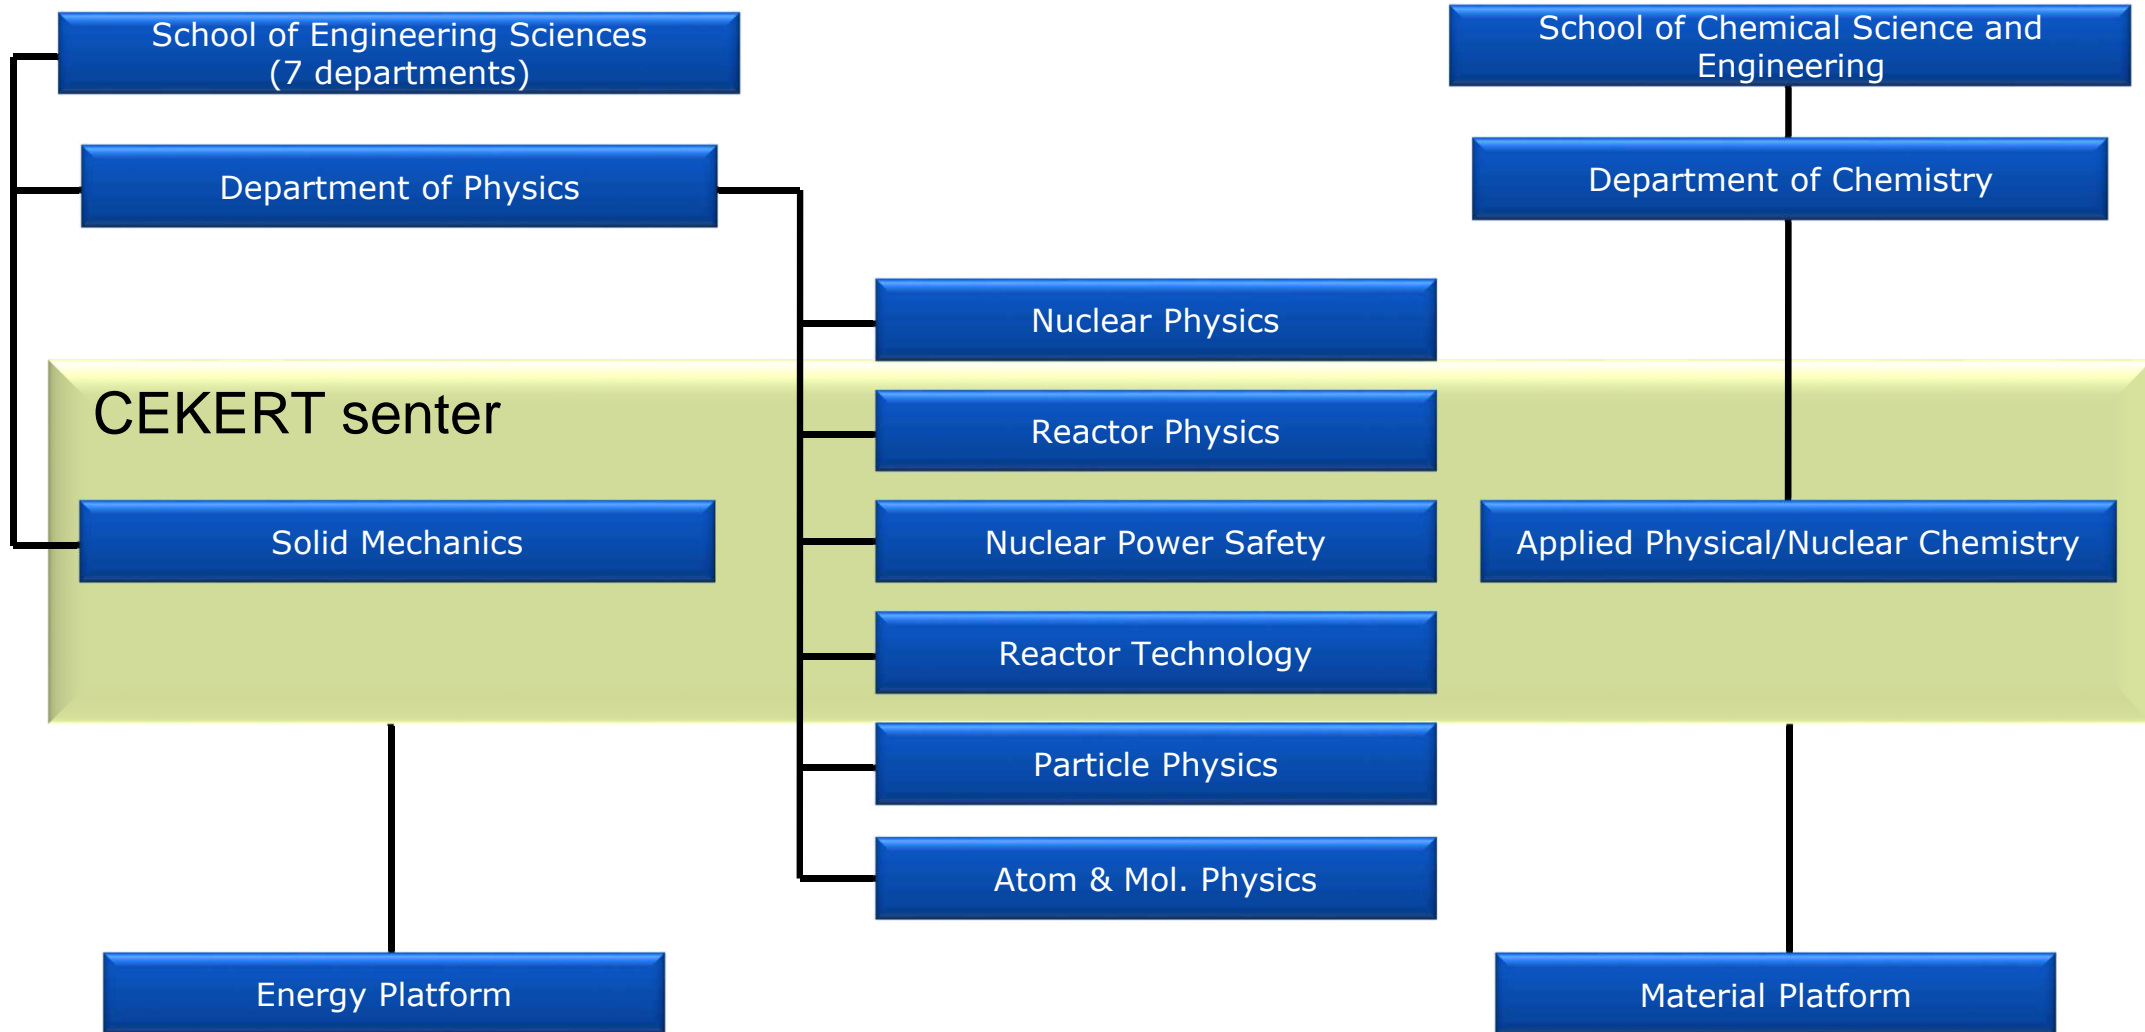 School of Engineering Sciences
(7 departments)
School of Chemical Science and
Engineering
Department of Physics
Department of Chemistry
Nuclear Physics
CEKERT senter
Reactor Physics
Solid Mechanics
Nuclear Power Safety
Applied Physical/Nuclear Chemistry
Reactor Technology
Particle Physics
Atom & Mol. Physics
Energy Platform
Material Platform